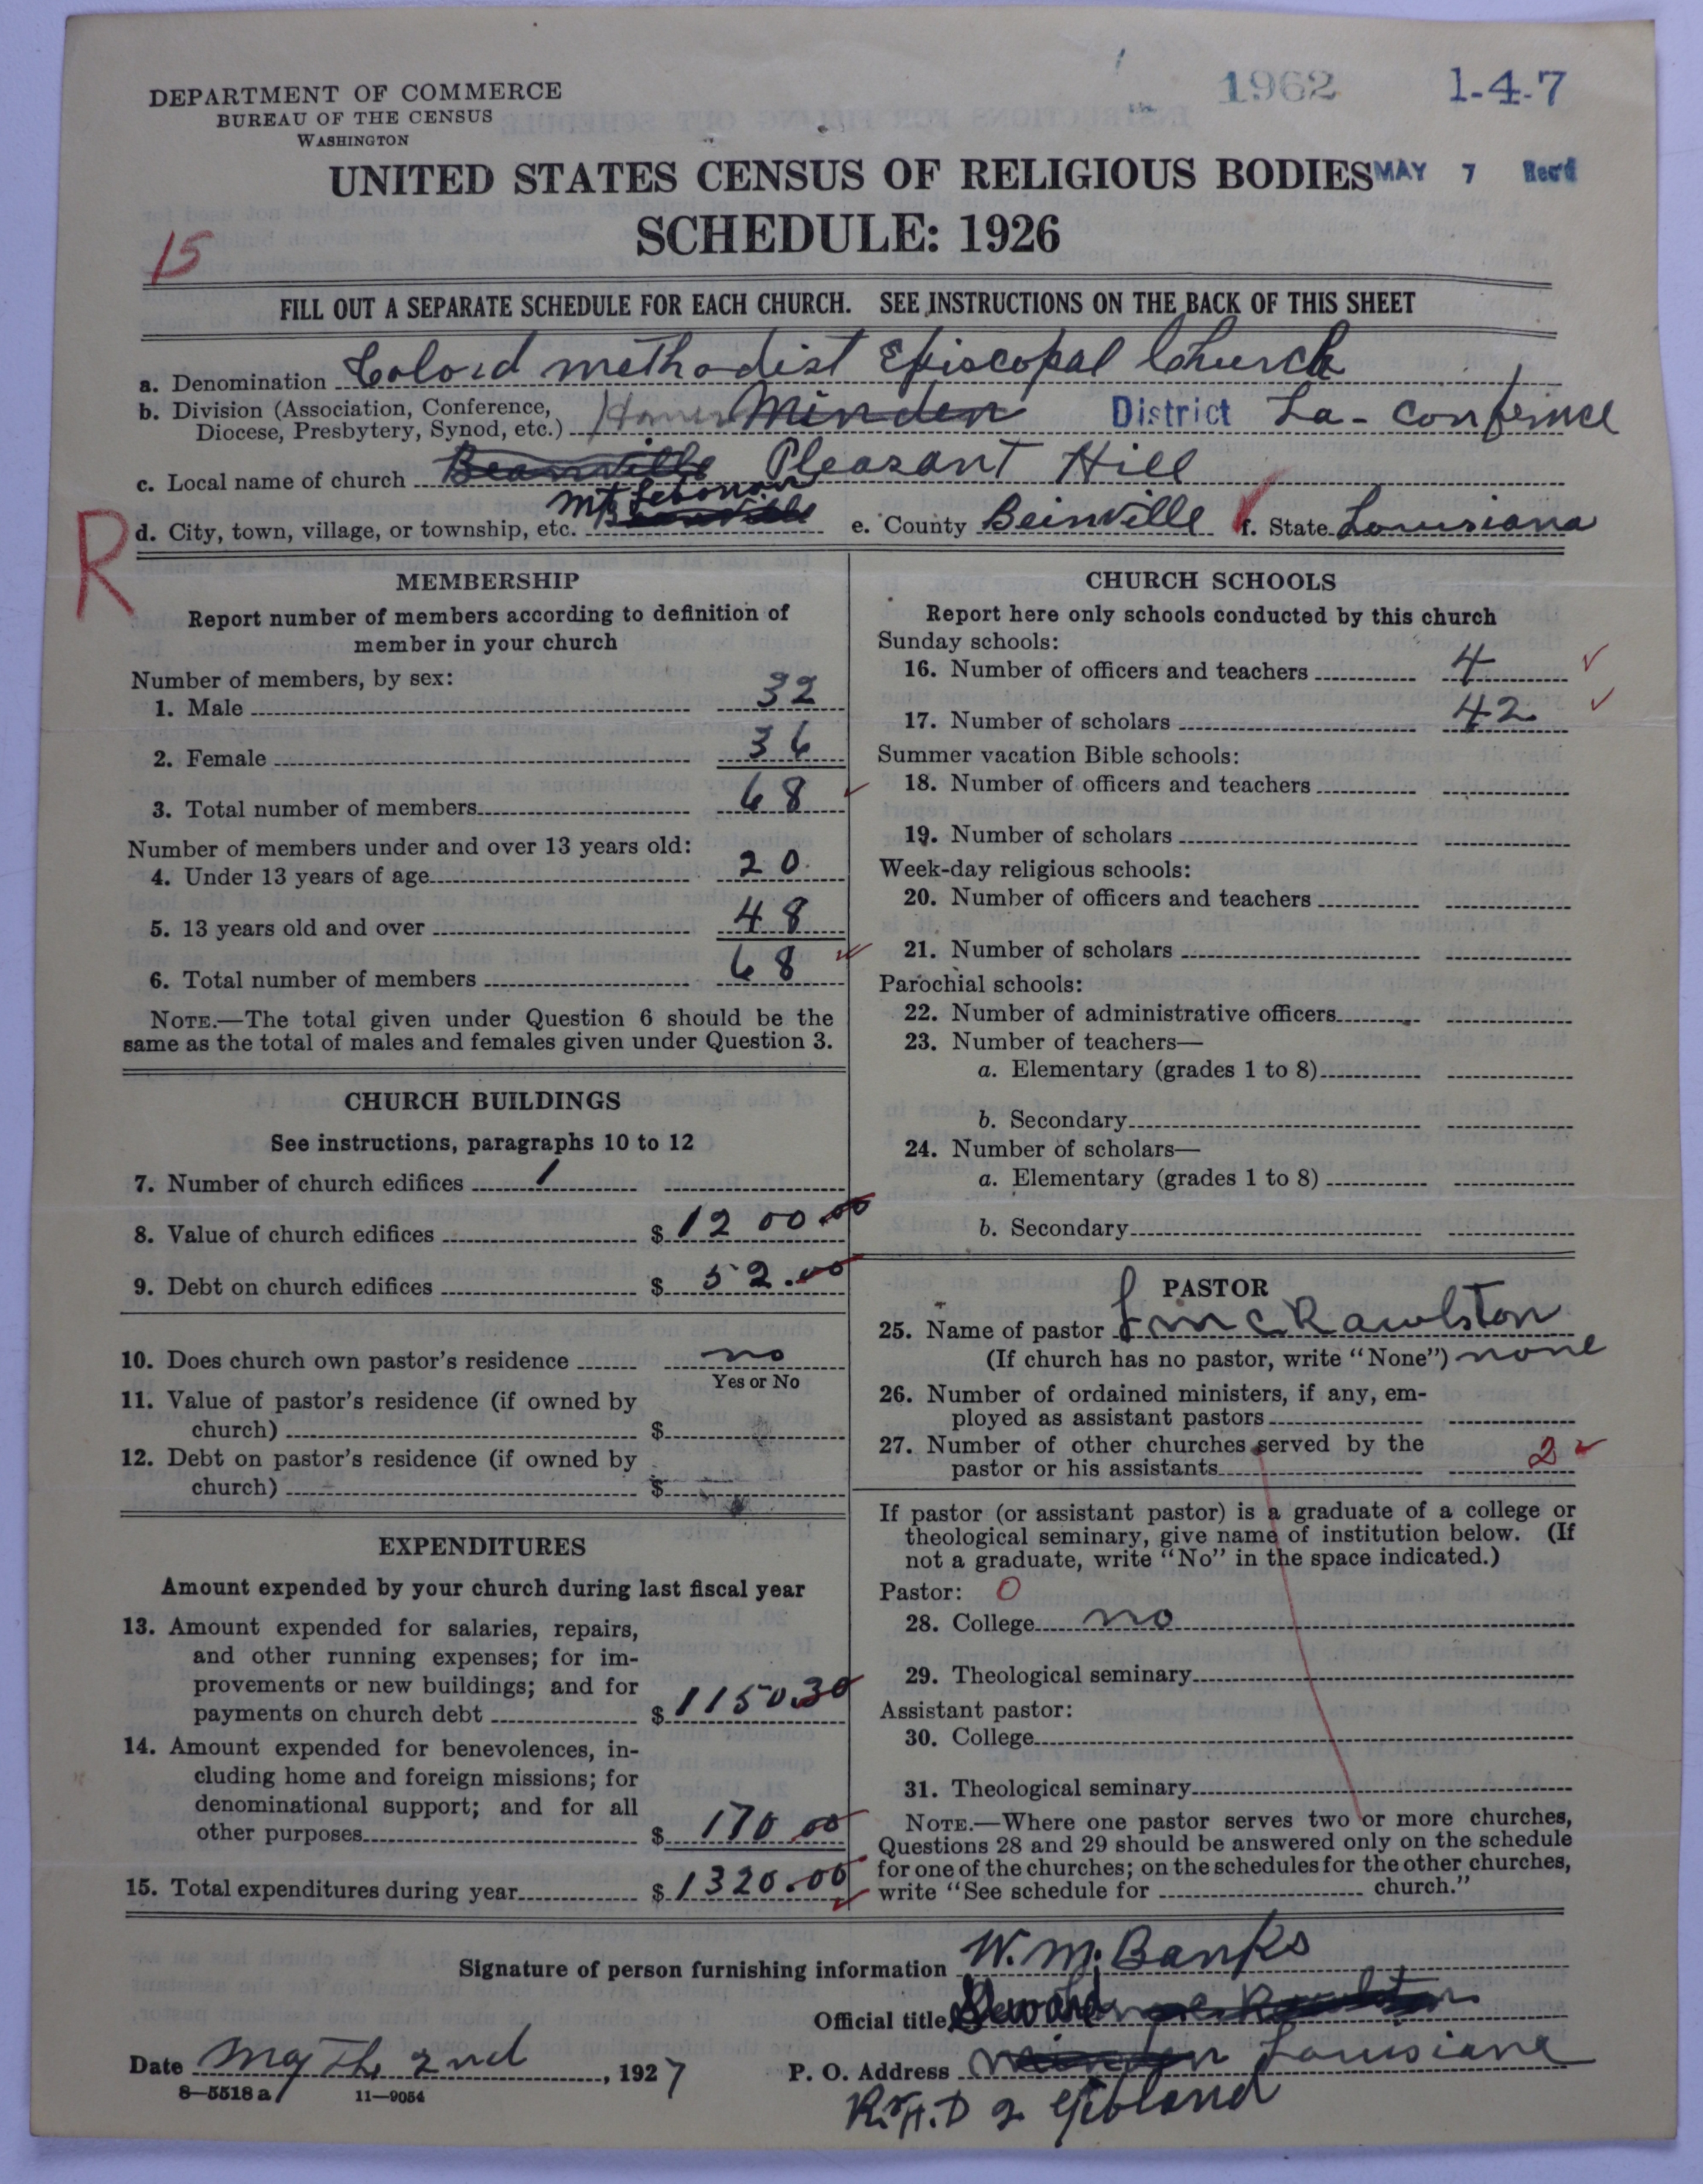 1962 1-4-7
DEPARTMENT OF COMMERCE
BUREAU OF THE CENSUS
WASHINGTON
UNITED STATES CENSUS OF RELIGIOUS BODIES MAY 7 Rec'd
SCHEDULE: 1926
15
FILL OUT A SEPARATE SCHEDULE FOR EACH CHURCH. SEE INSTRUCTIONS ON THE BACK OF THIS SHEET
a. Denomination Colord methodist Episcopal Church
b. Division (Association, Conference, Diocese, Presbytery, Synod, etc.) Homer Minden District La- Confernce
c. Local name of church Beanville Pleasant Hill
d. City, town, village, or township, etc. Mt Lebonon e. County Beinville f. State Louisiana
R
MEMBERSHIP
Report number of members according to definition of
member in your church
Number of members, by sex:
1. Male 32
2. Female 36
3. Total number of members 68
Number of members under and over 13 years old:
4. Under 13 years of age 20
5. 13 years old and over 48
6. Total number of members 68
NOTE.—The total given under Question 6 should be the
same as the total of males and females given under Question 3.
CHURCH BUILDINGS
See instructions, paragraphs 10 to 12
7. Number of church edifices 1
8. Value of church edifices $ 1200.00
9. Debt on church edifices $ 52.00
10. Does church own pastor's residence no
Yes or No
11. Value of pastor's residence (if owned by
church) $
12. Debt on pastor's residence (if owned by
church) $
EXPENDITURES
Amount expended by your church during last fiscal year
13. Amount expended for salaries, repairs,
and other running expenses; for im-
provements or new buildings; and for
payments on church debt $ 1150.30
14. Amount expended for benevolences, in-
cluding home and foreign missions; for
denominational support; and for all
other purposes $ 170.00
15. Total expenditures during year $ 1320.00
CHURCH SCHOOLS
Report here only schools conducted by this church
Sunday schools:
16. Number of officers and teachers 4
17. Number of scholars 42
Summer vacation Bible schools:
18. Number of officers and teachers
19. Number of scholars
Week-day religious schools:
20. Number of officers and teachers
21. Number of scholars
Parochial schools:
22. Number of administrative officers
23. Number of teachers—
a. Elementary (grades 1 to 8)
b. Secondary
24. Number of scholars—
a. Elementary (grades 1 to 8)
b. Secondary
PASTOR
25. Name of pastor L mcRawlston
(If church has no pastor, write "None") none
26. Number of ordained ministers, if any, em-
ployed as assistant pastors
27. Number of other churches served by the
pastor or his assistants 2
If pastor (or assistant pastor) is a graduate of a college or
theological seminary, give name of institution below. (If
not a graduate, write "No" in the space indicated.)
Pastor: 0
28. College no
29. Theological seminary
Assistant pastor:
30. College
31. Theological seminary
NOTE.—Where one pastor serves two or more churches,
Questions 28 and 29 should be answered only on the schedule
for one of the churches; on the schedules for the other churches,
write "See schedule for church."
Signature of person furnishing information W. M. Banks
Official title Steward
Date May The 2nd, 1927 P. O. Address Minden Louisiana
8—5518 a 11—9054
R.F.D 2 Gibland